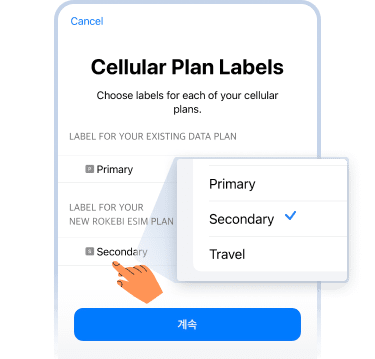 Cancel
Cellular Plan Labels
Choose labels for each of your cellular
plans.
LABEL FOR YOUR EXISTING DATA PLAN
P Primary
LABEL FOR YOUR
NEW ROKEBI ESIM PLAN
S Secondary
Primary
Secondary
Travel
계속